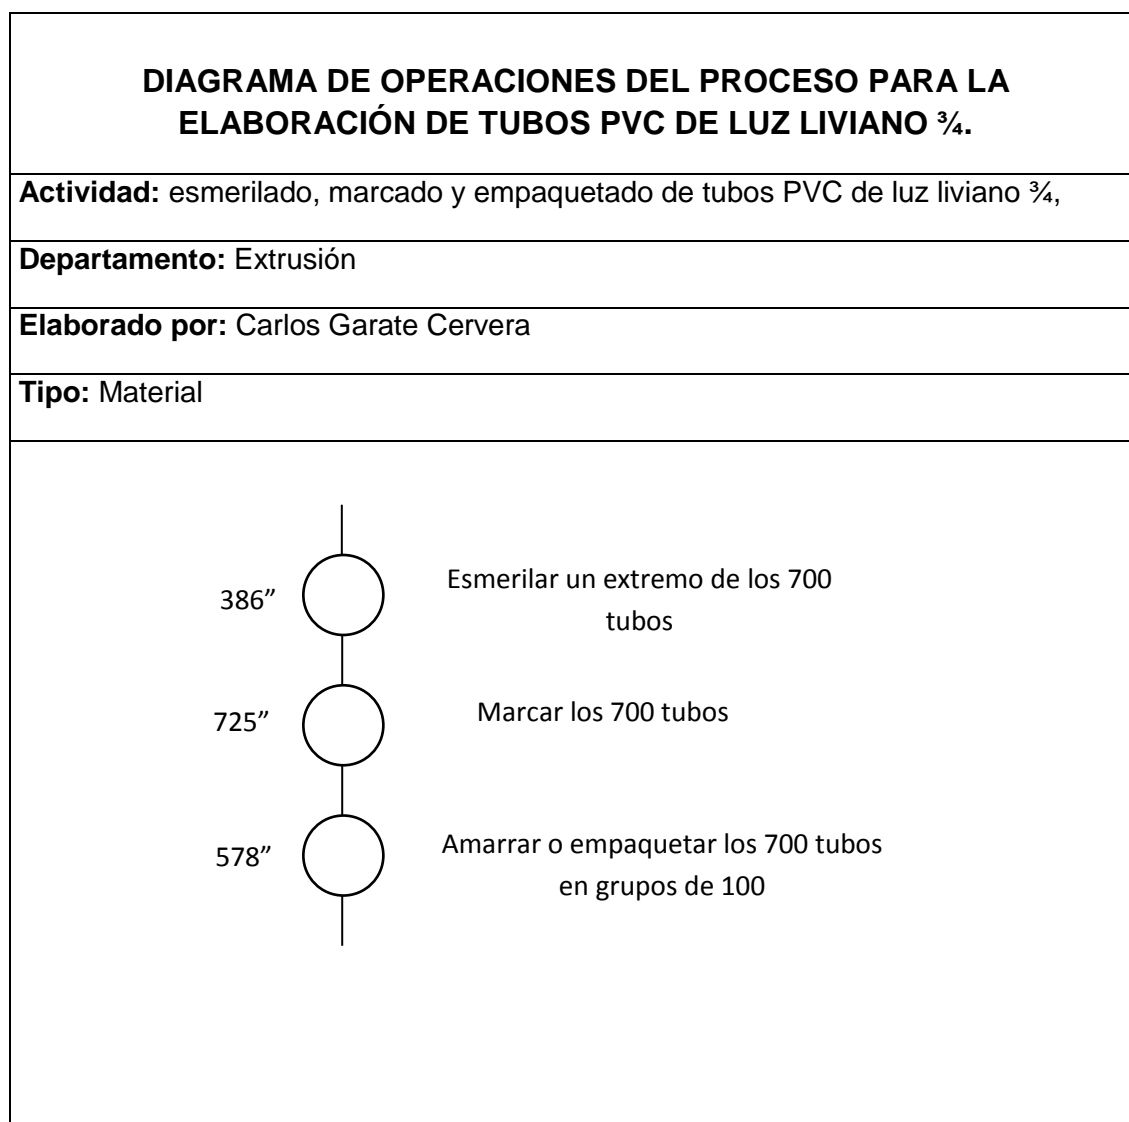 DIAGRAMA DE OPERACIONES DEL PROCESO PARA LA
ELABORACIÓN DE TUBOS PVC DE LUZ LIVIANO ¾.
Actividad: esmerilado, marcado y empaquetado de tubos PVC de luz liviano ¾,
Departamento: Extrusión
Elaborado por: Carlos Garate Cervera
Tipo: Material
386” Esmerilar un extremo de los 700
tubos
725” Marcar los 700 tubos
578” Amarrar o empaquetar los 700 tubos
en grupos de 100